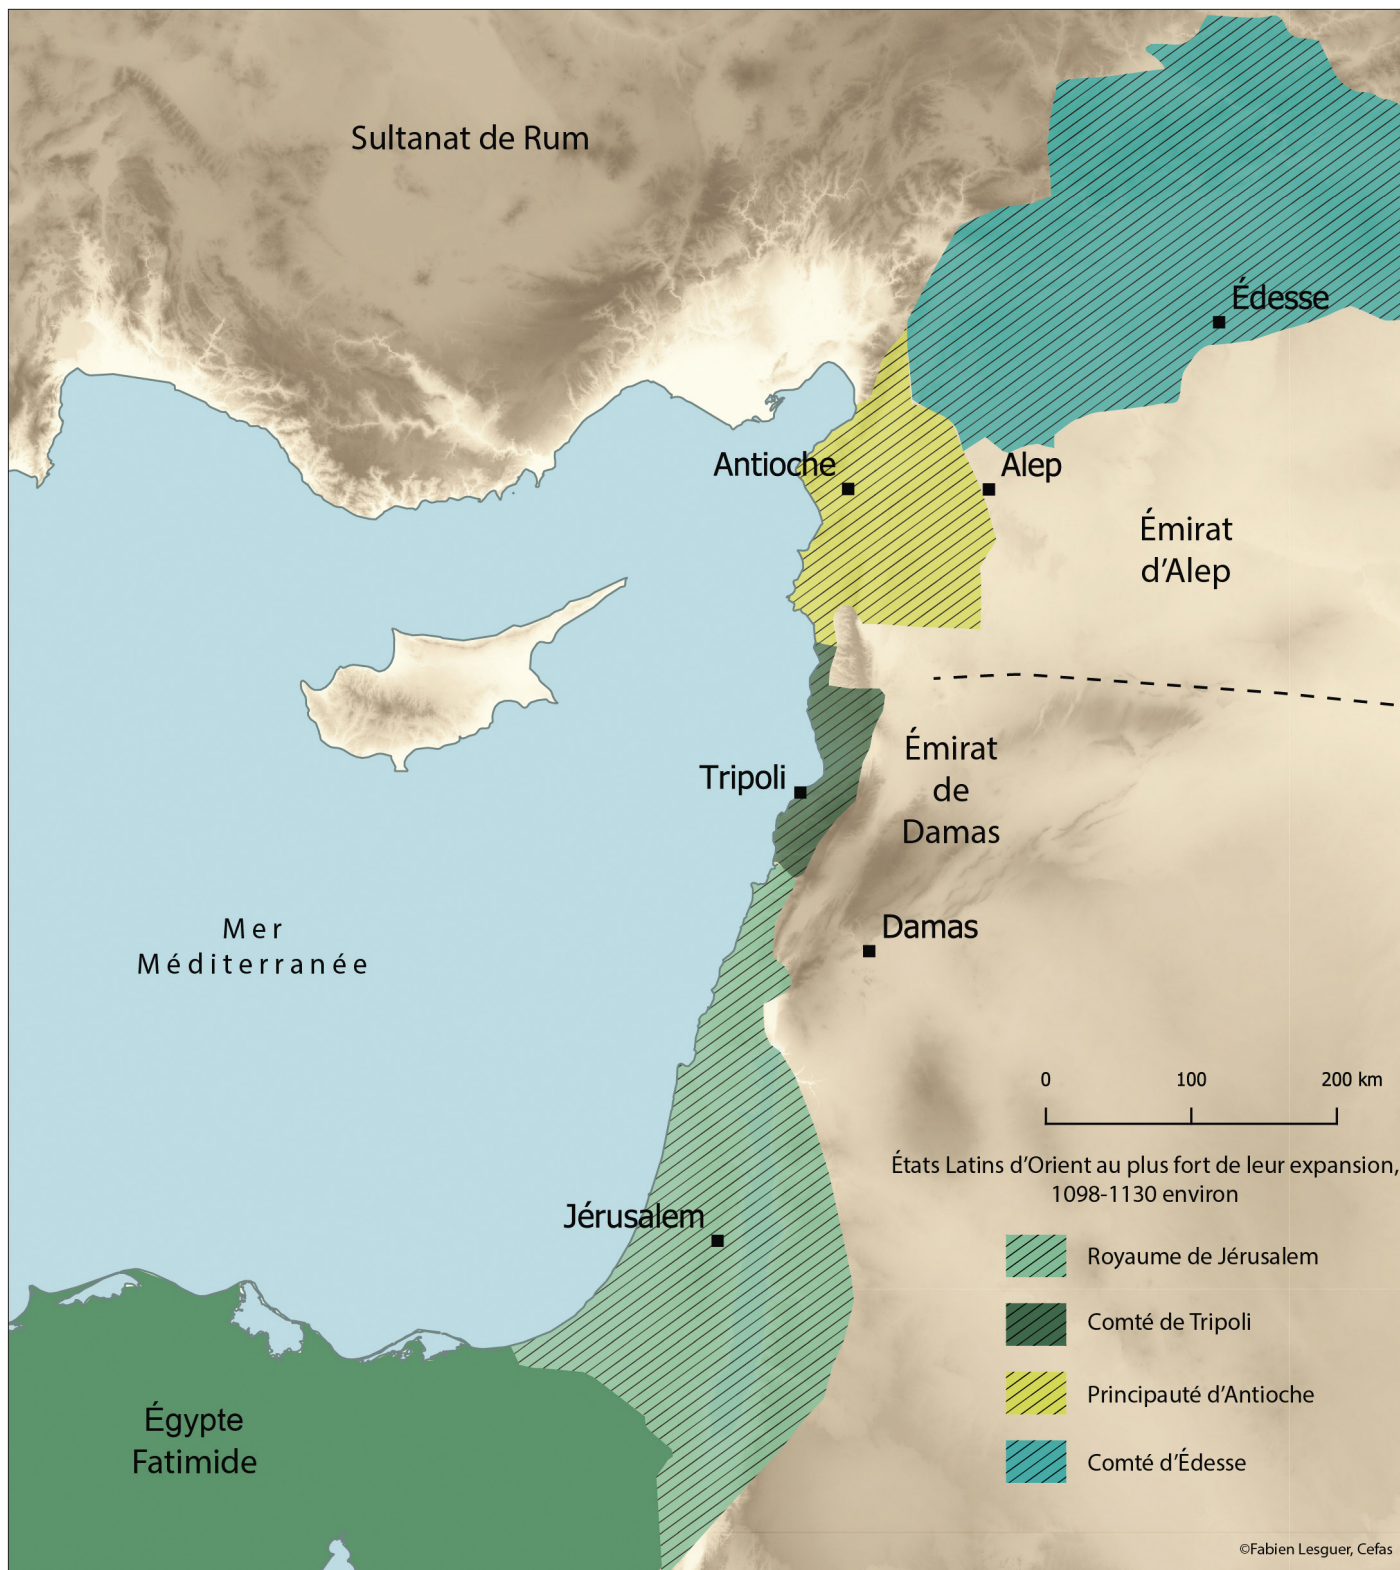 Sultanat de Rum
Édesse
Antioche
Alep
Émirat
d'Alep
Émirat
de
Damas
Tripoli
Damas
Mer
Méditerranée
0 100 200 km
États Latins d'Orient au plus fort de leur expansion,
1098-1130 environ
Jérusalem
Royaume de Jérusalem
Comté de Tripoli
Principauté d'Antioche
Comté d'Édesse
Égypte
Fatimide
©Fabien Lesguer, Cefas